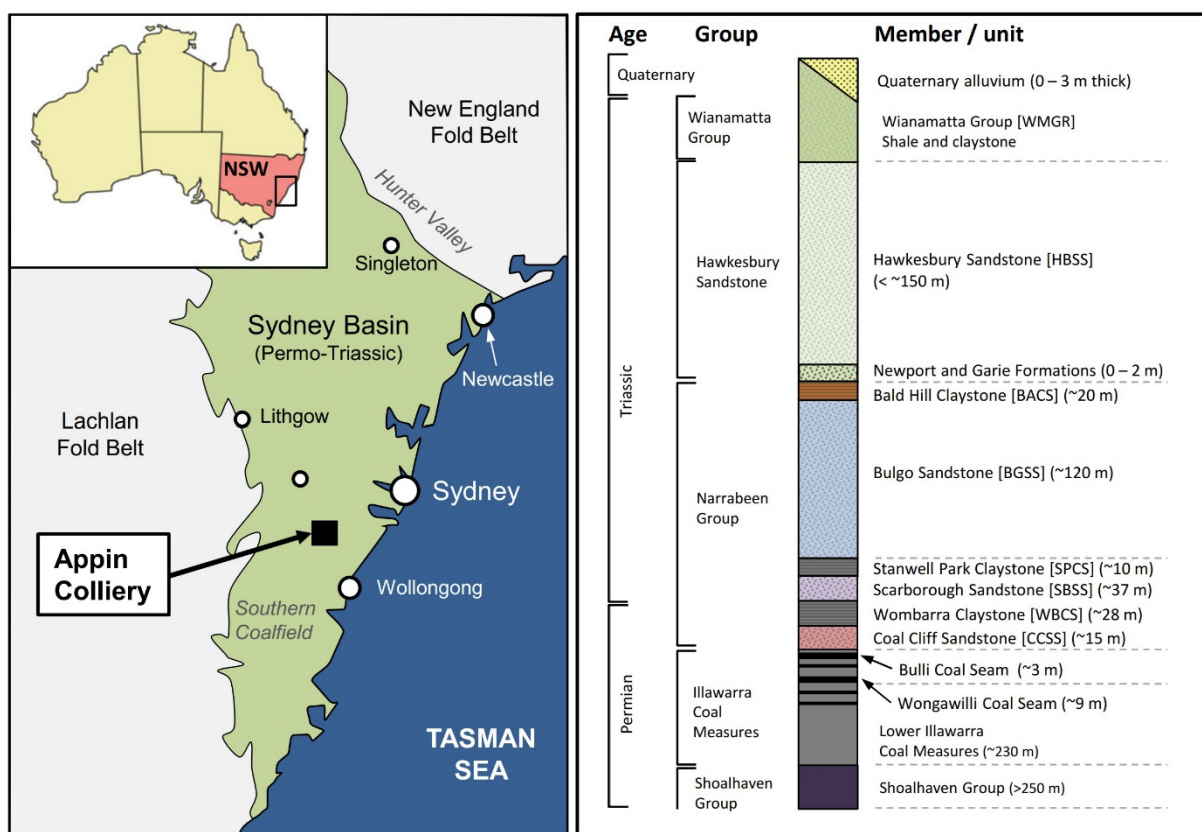 NSW
New England
Fold Belt
Hunter Valley
Singleton
Sydney Basin
(Permo-Triassic)
Newcastle
Lithgow
Lachlan
Fold Belt
Sydney
Appin
Colliery
Wollongong
Southern
Coalfield
TASMAN
SEA
Age Group Member / unit
Quaternary
Quaternary alluvium (0 – 3 m thick)
Wianamatta
Group
Wianamatta Group [WMGR]
Shale and claystone
Triassic
Hawkesbury
Sandstone
Hawkesbury Sandstone [HBSS]
(< ~150 m)
Newport and Garie Formations (0 – 2 m)
Bald Hill Claystone [BACS] (~20 m)
Narrabeen
Group
Bulgo Sandstone [BGSS] (~120 m)
Stanwell Park Claystone [SPCS] (~10 m)
Scarborough Sandstone [SBSS] (~37 m)
Wombarra Claystone [WBCS] (~28 m)
Coal Cliff Sandstone [CCSS] (~15 m)
Permian
Illawarra
Coal
Measures
Bulli Coal Seam (~3 m)
Wongawilli Coal Seam (~9 m)
Lower Illawarra
Coal Measures (~230 m)
Shoalhaven
Group
Shoalhaven Group (>250 m)